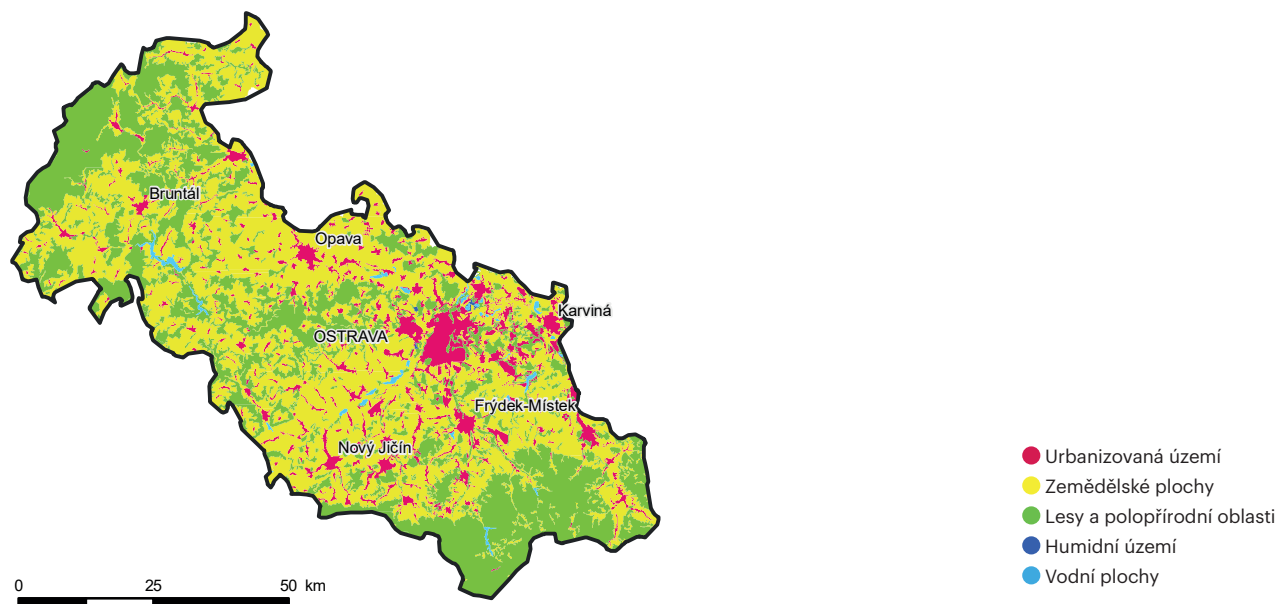 Bruntál
Opava
Karviná
OSTRAVA
Frýdek-Místek
Nový Jičín
Urbanizovaná území
Zemědělské plochy
Lesy a polopřírodní oblasti
Humidní území
Vodní plochy
0 25 50 km